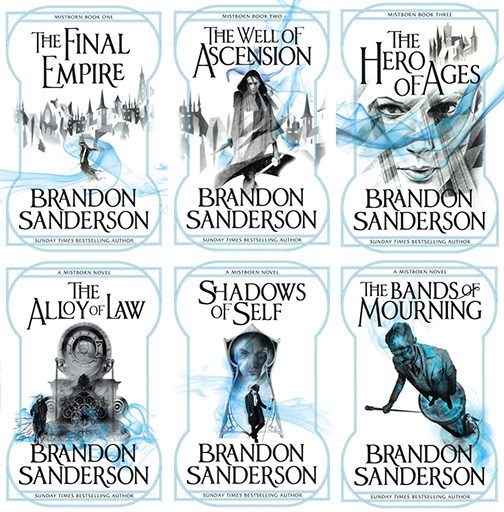 MISTBORN BOOK ONE
THE FINAL
EMPIRE
BRANDON
SANDERSON
SUNDAY TIMES BESTSELLING AUTHOR
MISTBORN BOOK TWO
THE WELL OF
ASCENSION
BRANDON
SANDERSON
SUNDAY TIMES BESTSELLING AUTHOR
MISTBORN BOOK THREE
THE
HERO
OF AGES
BRANDON
SANDERSON
SUNDAY TIMES BESTSELLING AUTHOR
A MISTBORN NOVEL
THE
ALLOY OF LAW
BRANDON
SANDERSON
SUNDAY TIMES BESTSELLING AUTHOR
A MISTBORN NOVEL
SHADOWS
OF SELF
BRANDON
SANDERSON
SUNDAY TIMES BESTSELLING AUTHOR
A MISTBORN NOVEL
THE BANDS OF
MOURNING
BRANDON
SANDERSON
SUNDAY TIMES BESTSELLING AUTHOR